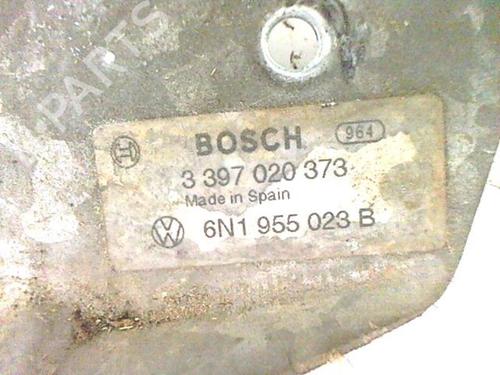 PARTS
BOSCH 964
3 397 020 373
Made in Spain
6N1 955 023 B